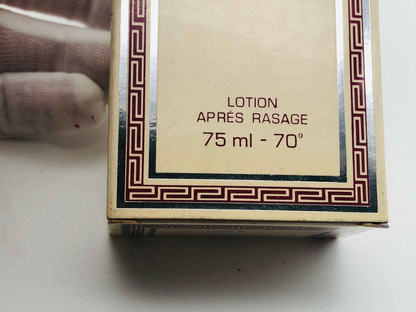 LOTION
APRÉS RASAGE
75 ml - 70°